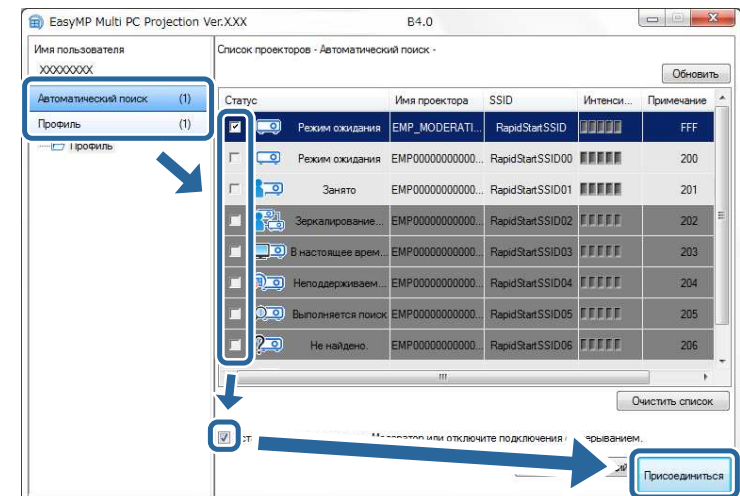 EasyMP Multi PC Projection Ver.XXX B4.0
Имя пользователя
XXXXXXXX
Автоматический поиск (1)
Профиль (1)
Профиль
Список проекторов - Автоматический поиск -
Обновить
Статус Имя проектора SSID Интенси... Примечание
Режим ожидания EMP_MODERATI... RapidStartSSID FFF
Режим ожидания EMP00000000000... RapidStartSSID00 200
Занято EMP00000000000... RapidStartSSID01 201
Зеркалирование... EMP00000000000... RapidStartSSID02 202
В настоящее врем... EMP00000000000... RapidStartSSID03 203
Неподдерживаем... EMP00000000000... RapidStartSSID04 204
Выполняется поиск EMP00000000000... RapidStartSSID05 205
Не найдено. EMP00000000000... RapidStartSSID06 206
Очистить список
или отключите подключения
Присоединиться